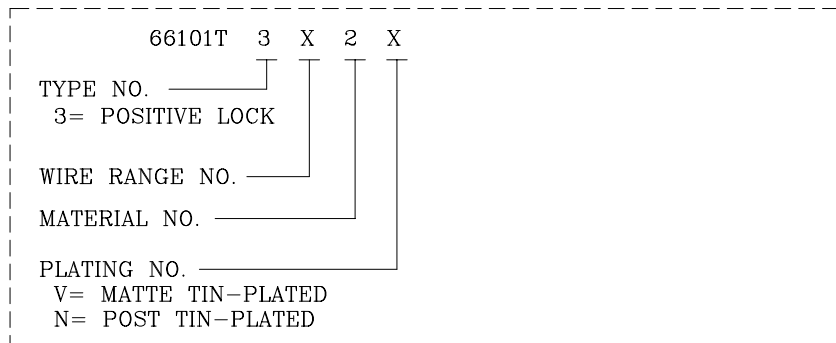 66101T 3 X 2 X
TYPE NO.
3= POSITIVE LOCK
WIRE RANGE NO.
MATERIAL NO.
PLATING NO.
V= MATTE TIN-PLATED
N= POST TIN-PLATED